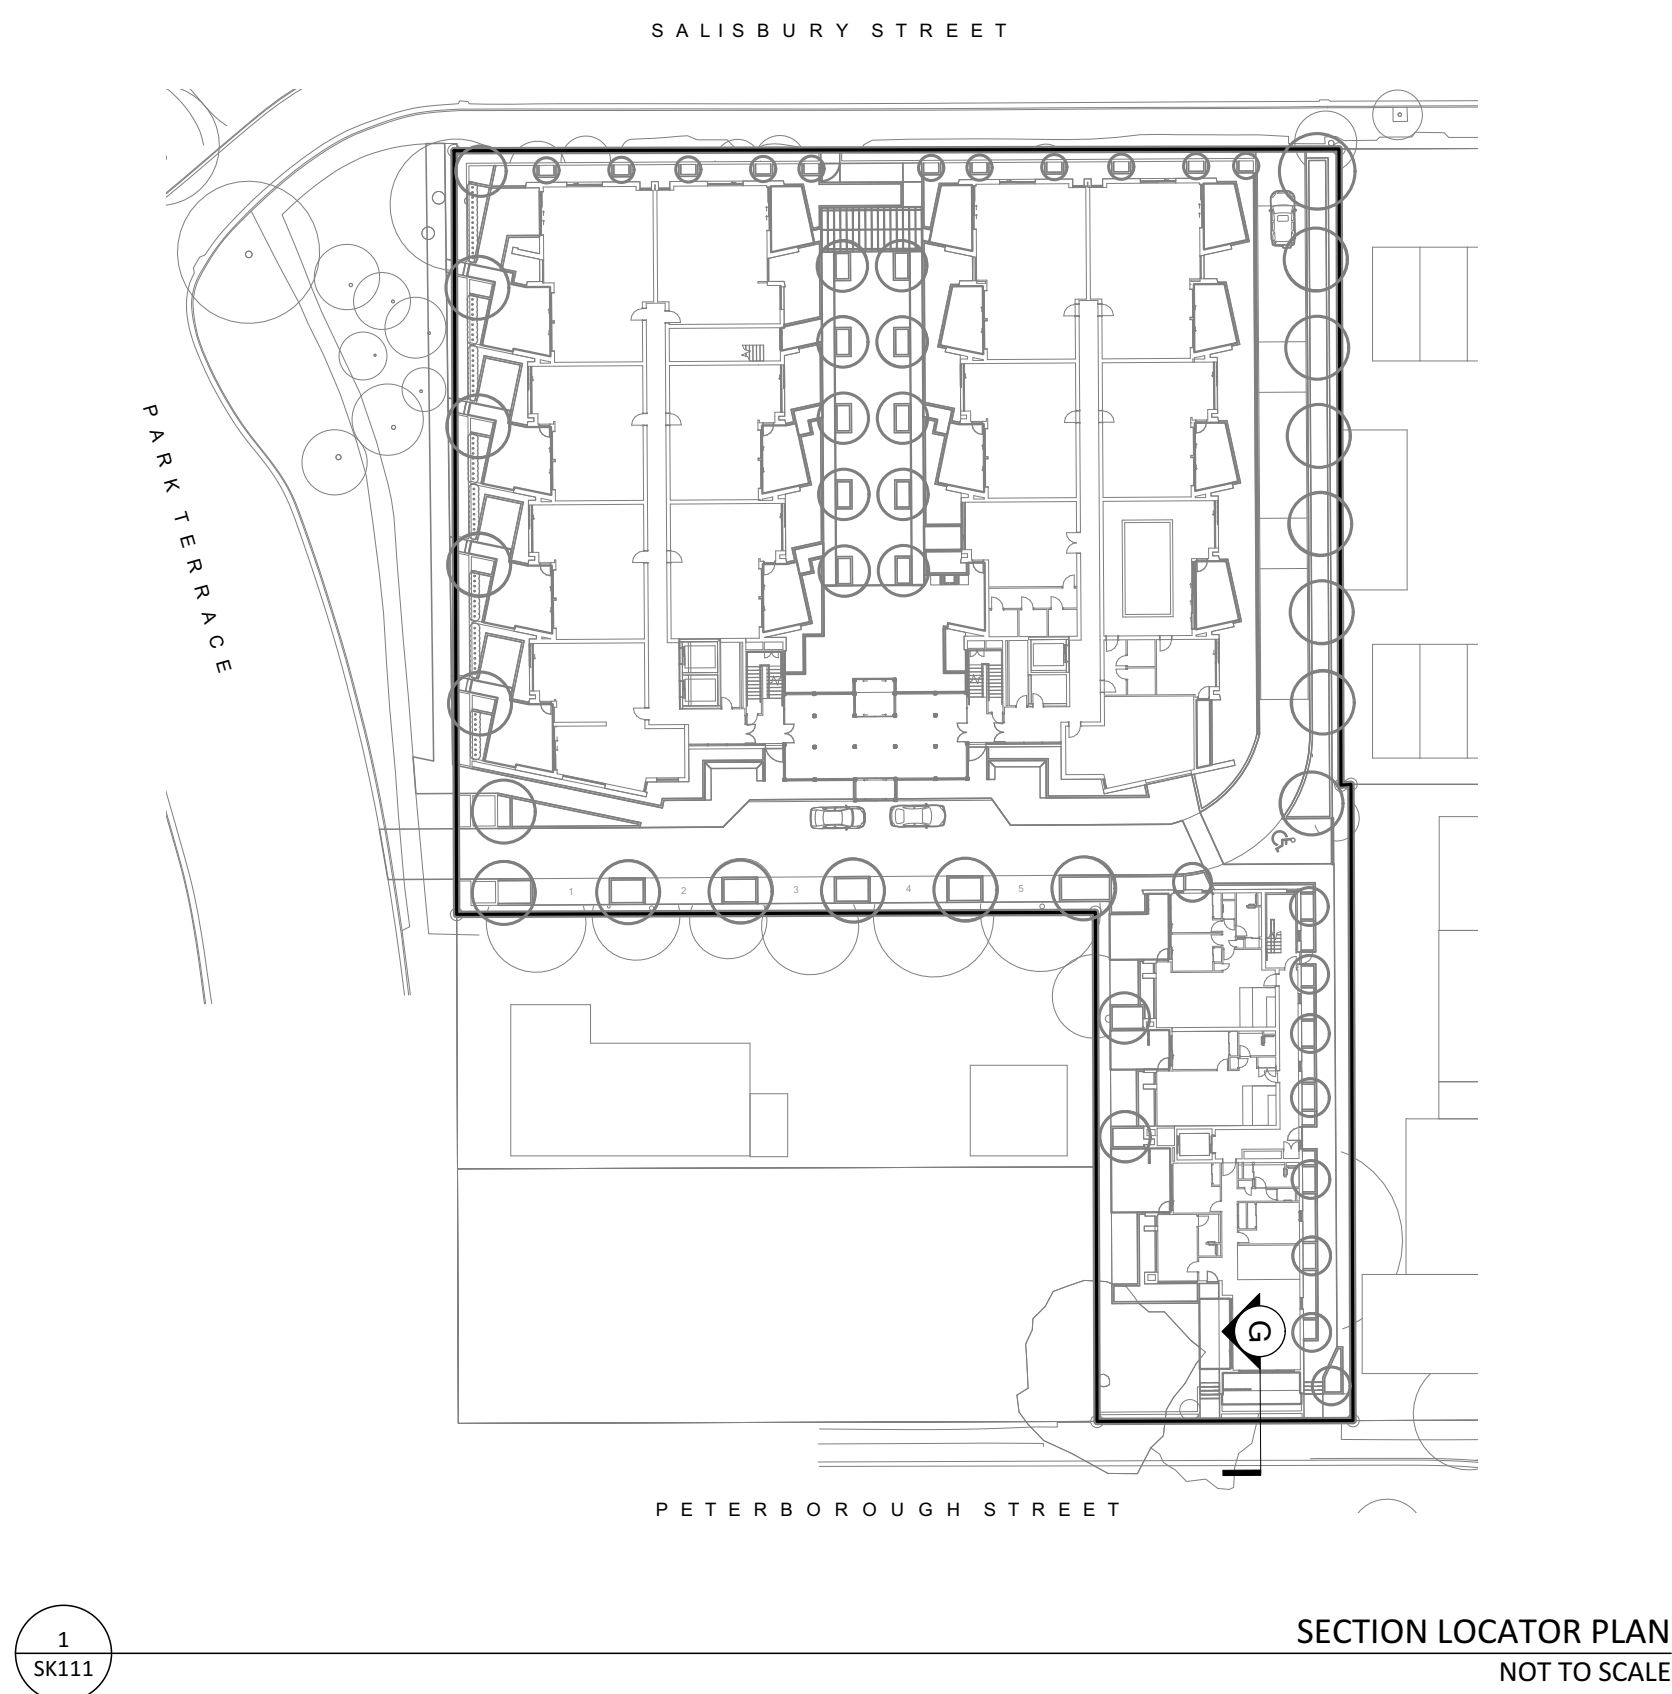 SALISBURY STREET
PARK TERRACE
1 2 3 4 5
G
PETERBOROUGH STREET
1
SK111
SECTION LOCATOR PLAN
NOT TO SCALE